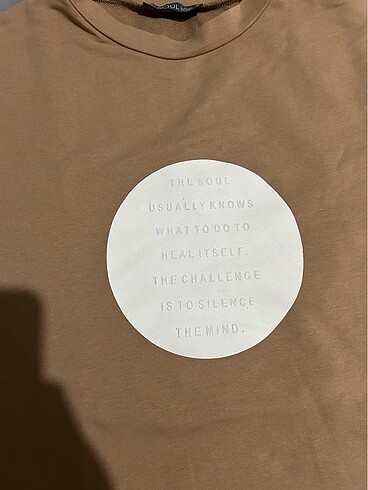 THE SOUL
USUALLY KNOWS
WHAT TO DO TO
HEAL ITSELF.
THE CHALLENGE
IS TO SILENCE
THE MIND.